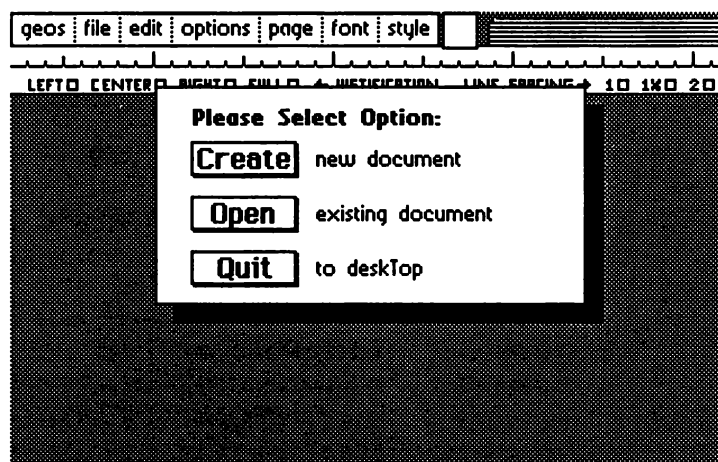 geos file edit options page font style
LEFT CENTER RIGHT FULL ← JUSTIFICATION LINE SPACING → 1 1½ 2
Please Select Option:
Create new document
Open existing document
Quit to deskTop